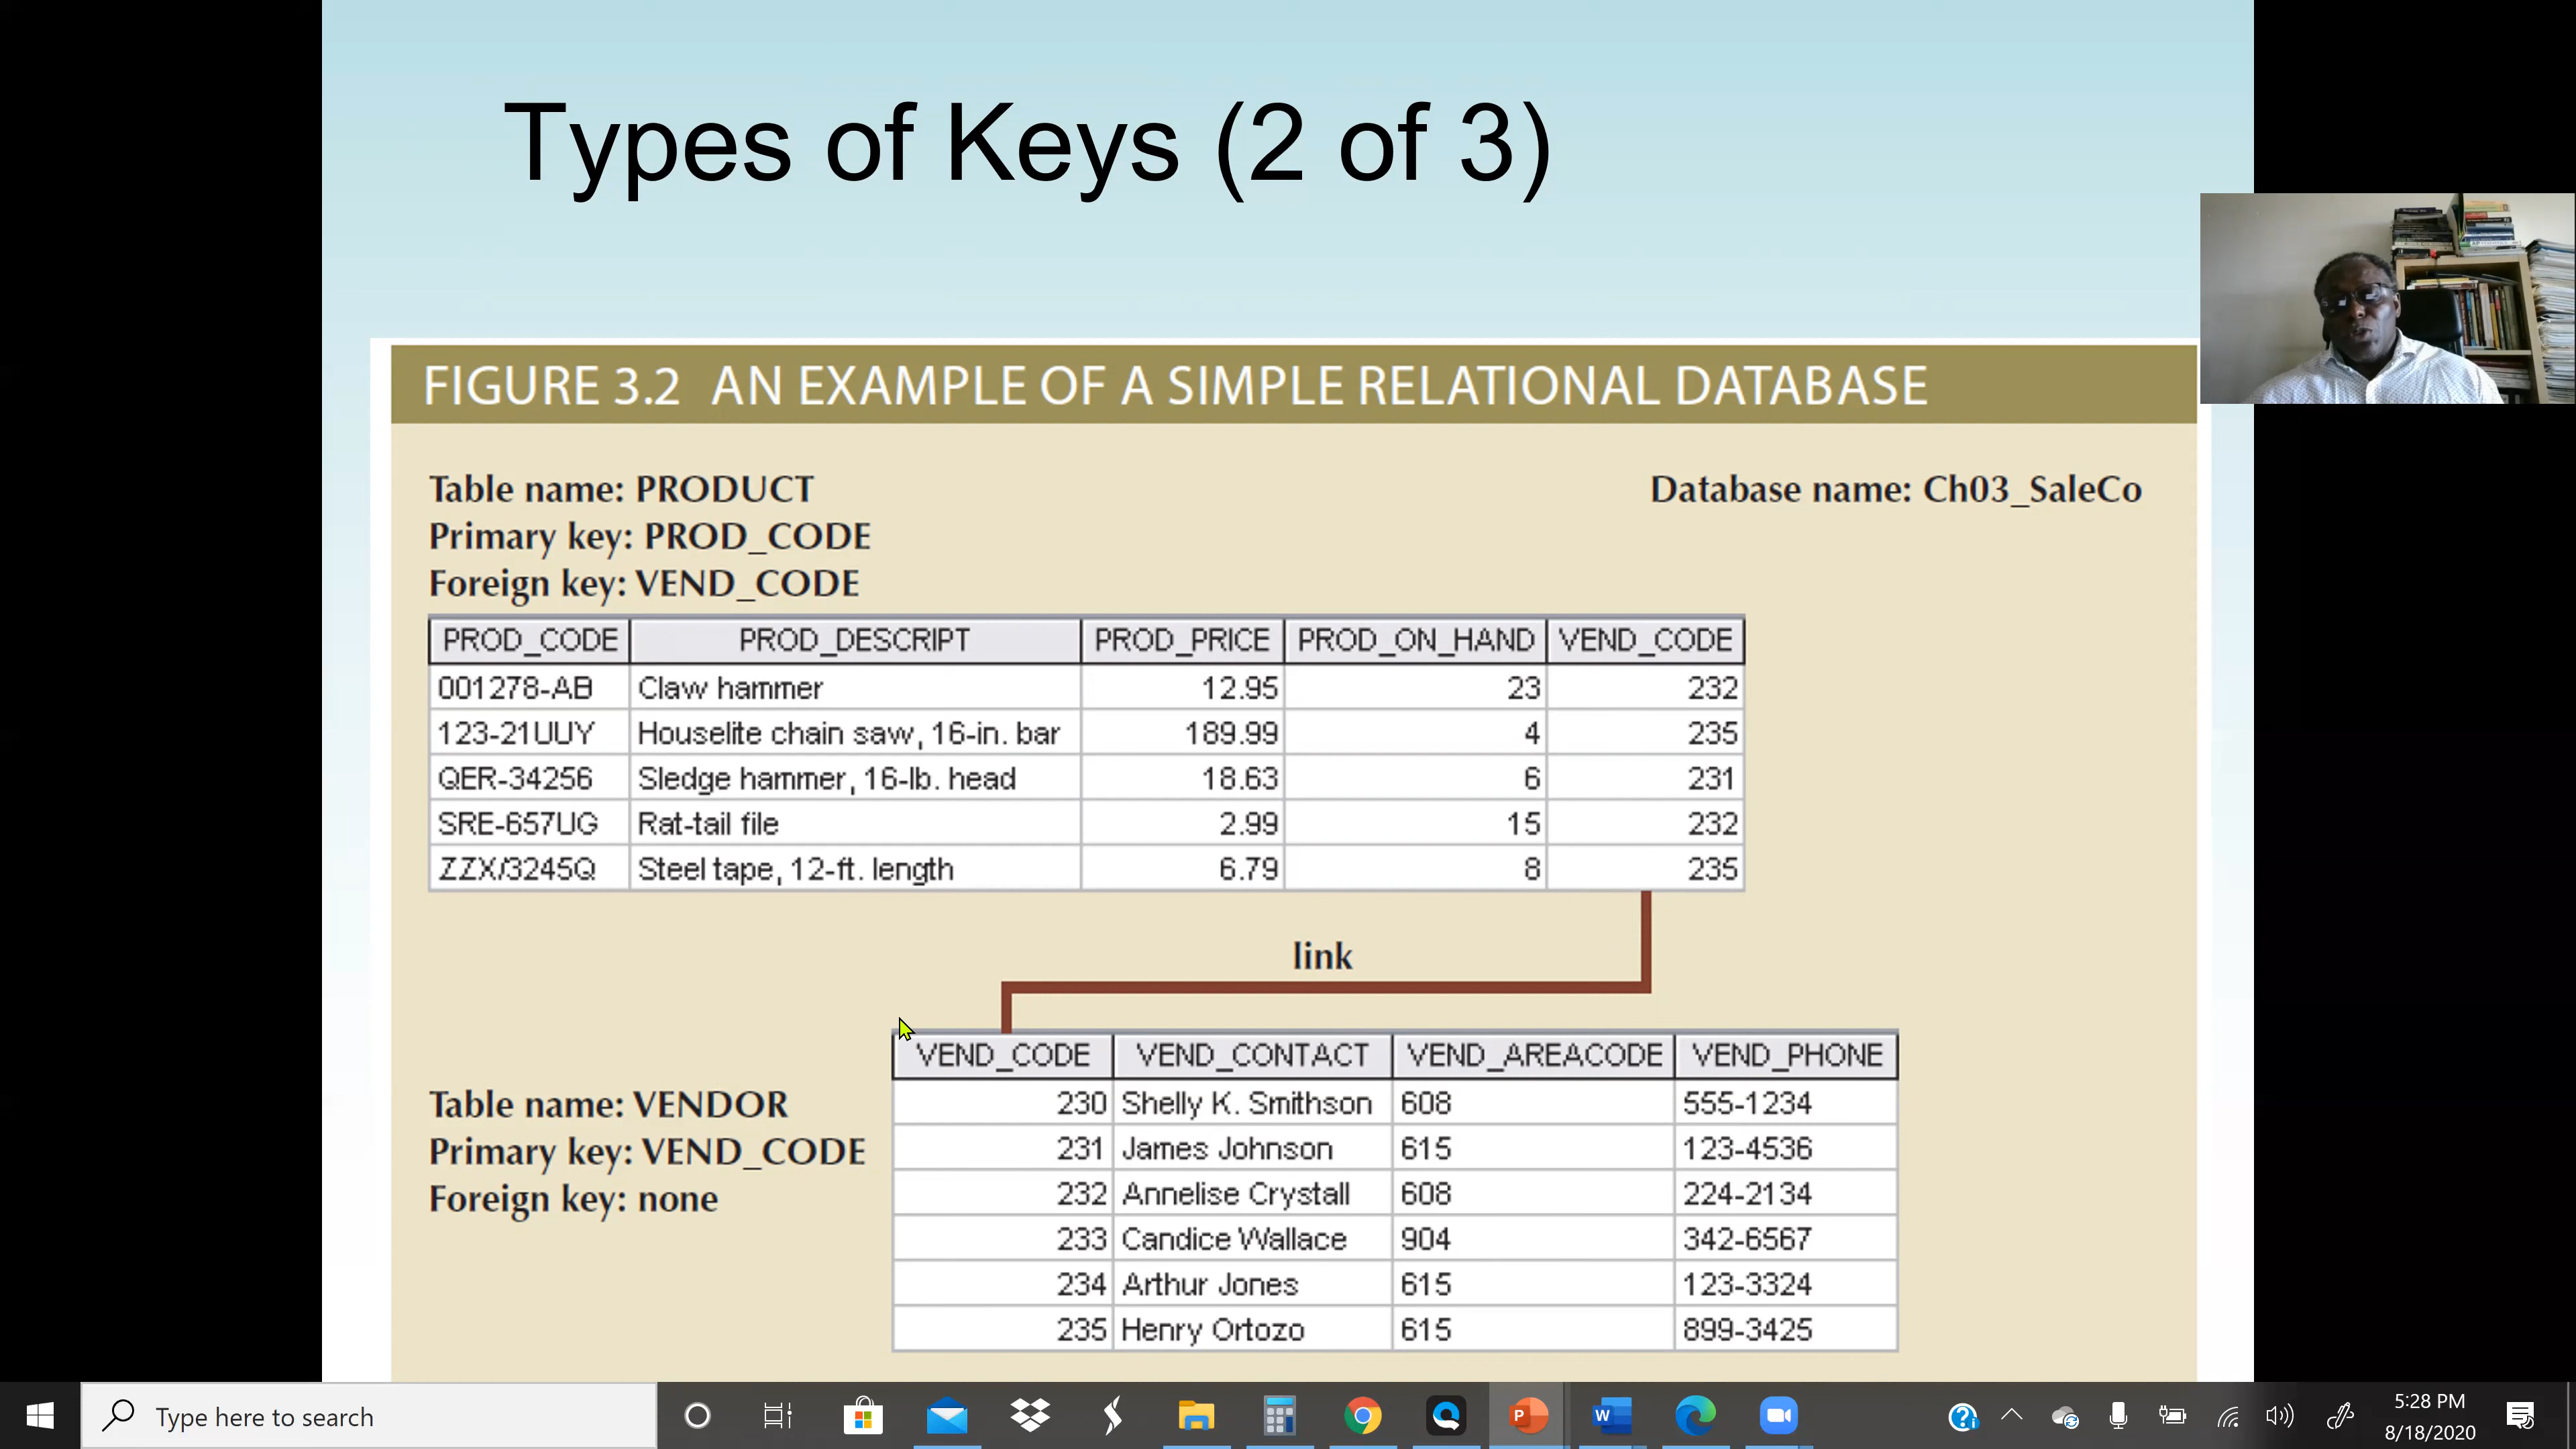 Types of Keys (2 of 3)
FIGURE 3.2 AN EXAMPLE OF A SIMPLE RELATIONAL DATABASE
Table name: PRODUCT
Database name: Ch03_SaleCo
Primary key: PROD_CODE
Foreign key: VEND_CODE
PROD_CODE PROD_DESCRIPT PROD_PRICE PROD_ON_HAND VEND_CODE
001278-AB Claw hammer 12.95 23 232
123-21UUY Houselite chain saw, 16-in. bar 189.99 4 235
QER-34256 Sledge hammer, 16-lb. head 18.63 6 231
SRE-657UG Rat-tail file 2.99 15 232
ZZX/3245Q Steel tape, 12-ft. length 6.79 8 235
link
Table name: VENDOR
Primary key: VEND_CODE
Foreign key: none
VEND_CODE VEND_CONTACT VEND_AREACODE VEND_PHONE
230 Shelly K. Smithson 608 555-1234
231 James Johnson 615 123-4536
232 Annelise Crystall 608 224-2134
233 Candice Wallace 904 342-6567
234 Arthur Jones 615 123-3324
235 Henry Ortozo 615 899-3425
Type here to search
5:28 PM
8/18/2020